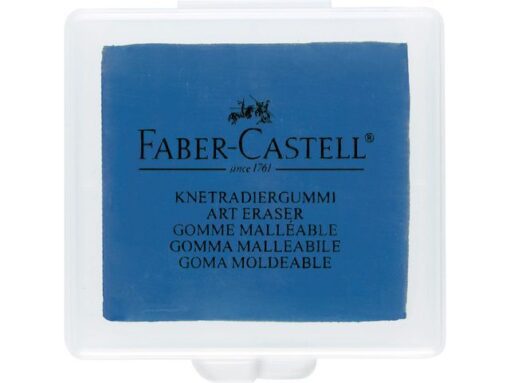 FABER-CASTELL®
since 1761
KNETRADIERGUMMI
ART ERASER
GOMME MALLÉABLE
GOMMA MALLEABILE
GOMA MOLDEABLE